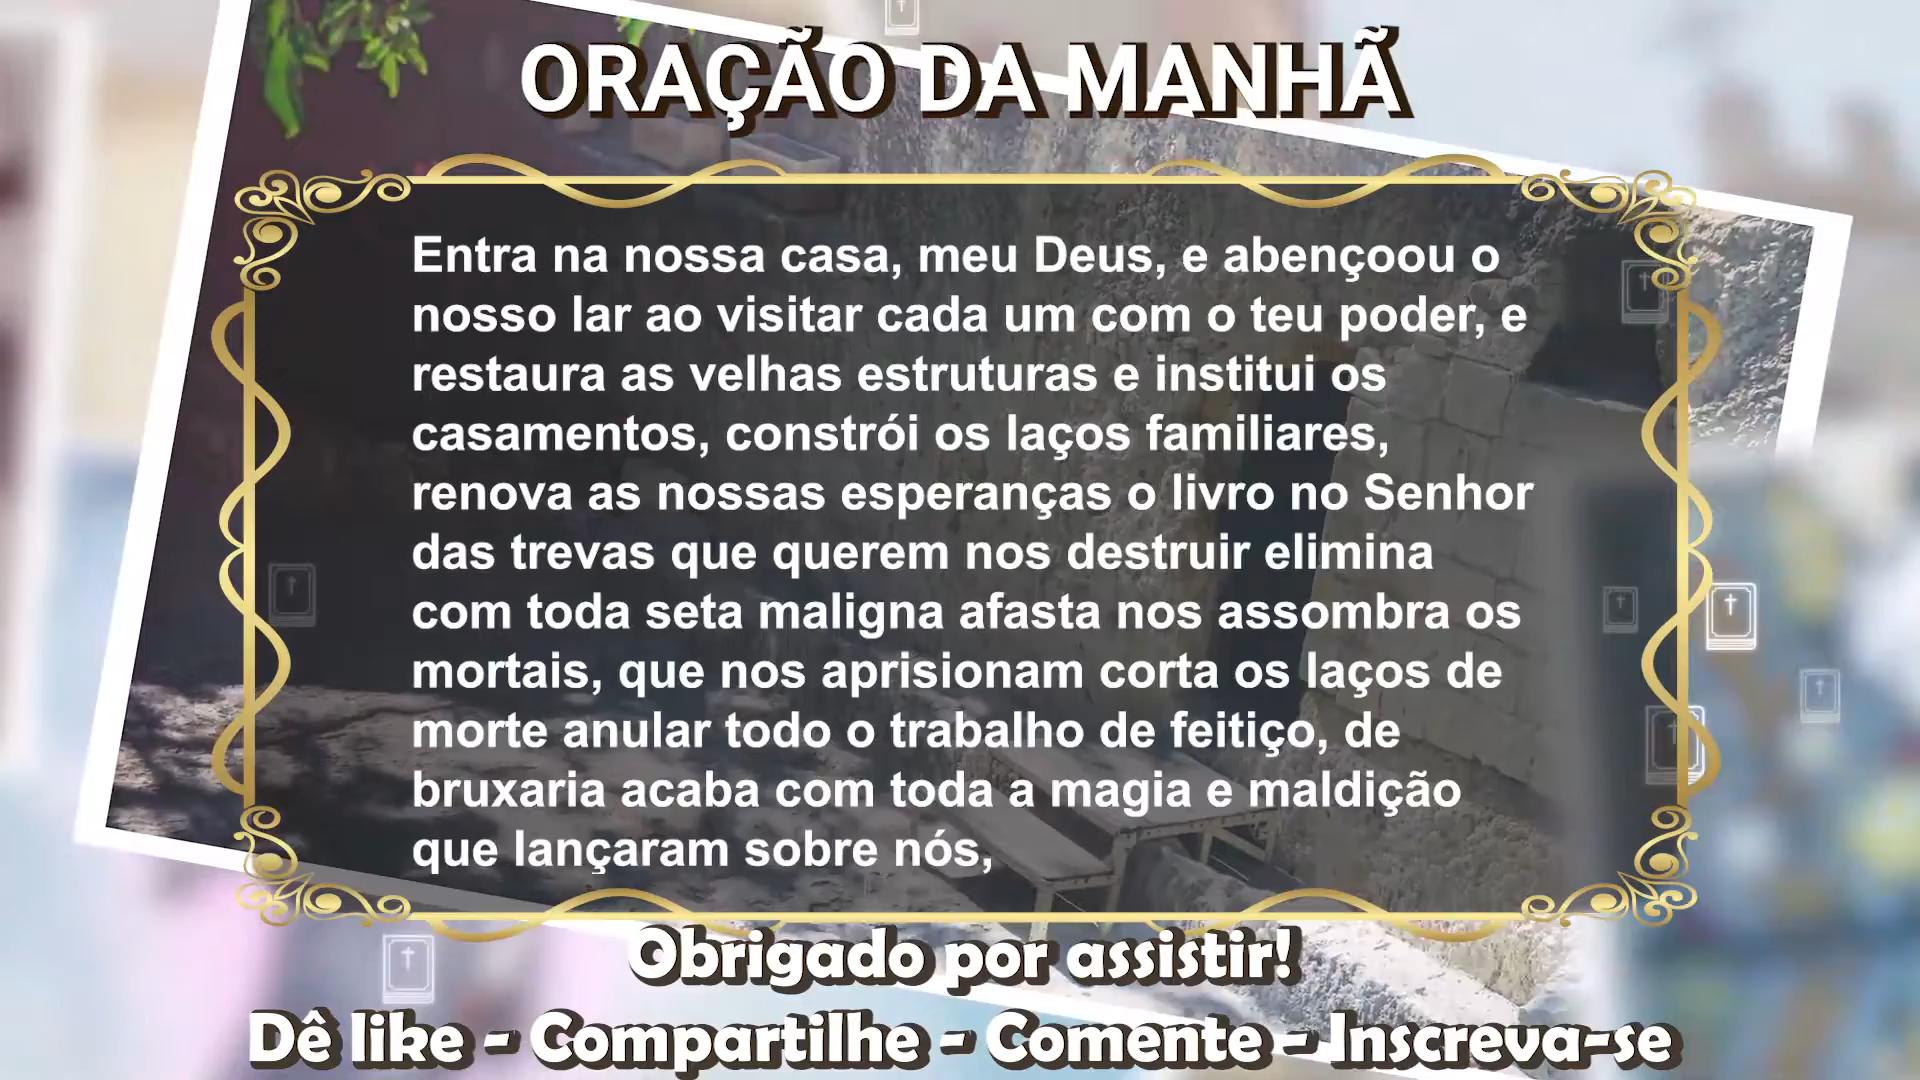 ORAÇÃO DA MANHÃ
Entra na nossa casa, meu Deus, e abençoou o
nosso lar ao visitar cada um com o teu poder, e
restaura as velhas estruturas e institui os
casamentos, constrói os laços familiares,
renova as nossas esperanças o livro no Senhor
das trevas que querem nos destruir elimina
com toda seta maligna afasta nos assombra os
mortais, que nos aprisionam corta os laços de
morte anular todo o trabalho de feitiço, de
bruxaria acaba com toda a magia e maldição
que lançaram sobre nós,
Obrigado por assistir!
Dê like - Compartilhe - Comente - Inscreva-se